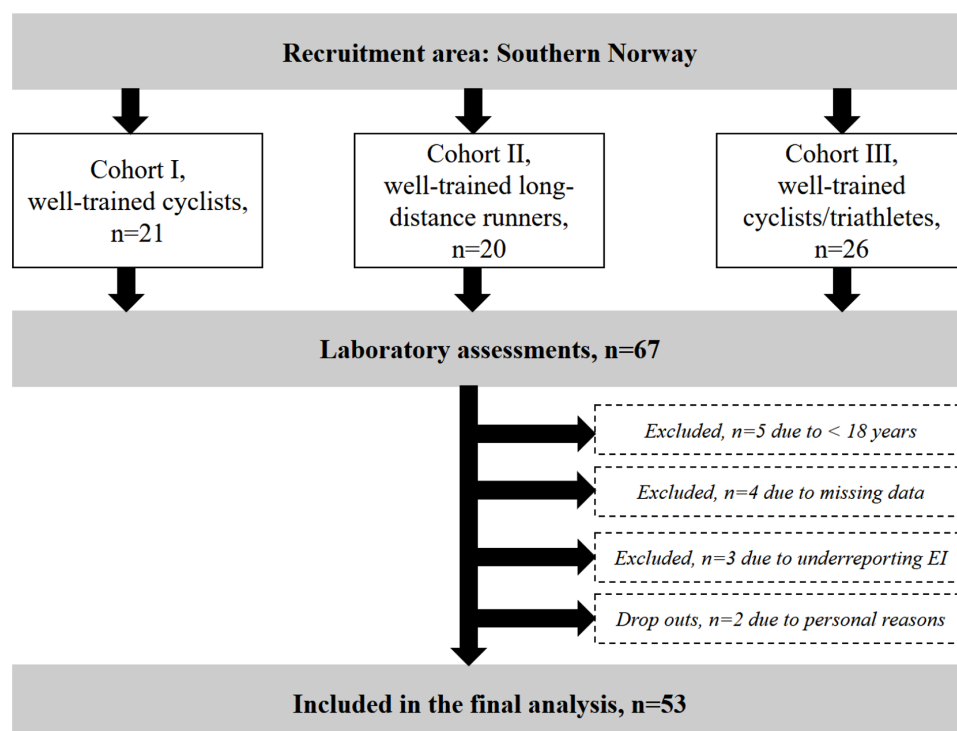 Recruitment area: Southern Norway
Cohort I,
well-trained cyclists,
n=21
Cohort II,
well-trained long-
distance runners,
n=20
Cohort III,
well-trained
cyclists/triathletes,
n=26
Laboratory assessments, n=67
Excluded, n=5 due to < 18 years
Excluded, n=4 due to missing data
Excluded, n=3 due to underreporting EI
Drop outs, n=2 due to personal reasons
Included in the final analysis, n=53